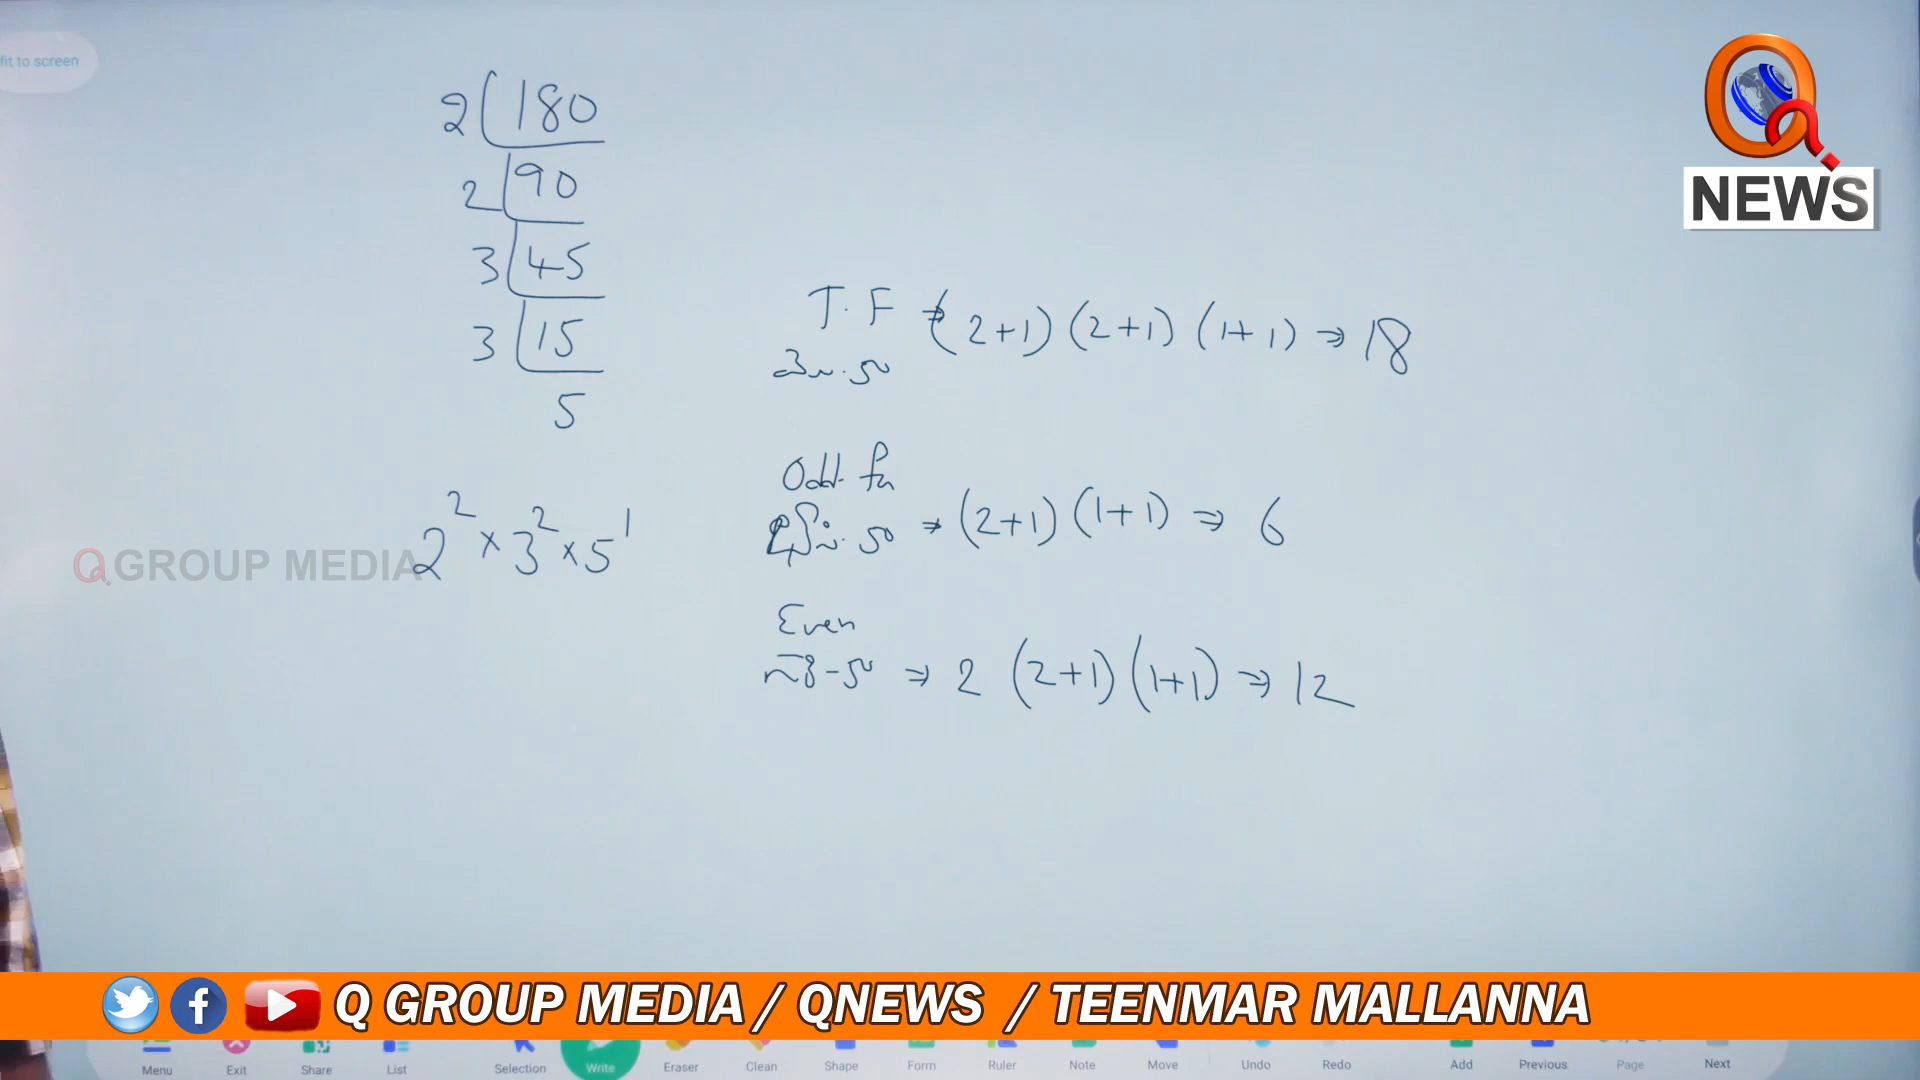 fit to screen
2 180
2 90
3 45
3 15
5
2² × 3² × 5¹
T. F ⇒ (2+1) (2+1) (1+1) ⇒ 18
Odd fa
⇒ (2+1) (1+1) ⇒ 6
Even
⇒ 2 (2+1) (1+1) ⇒ 12
Q NEWS
Q GROUP MEDIA
Q GROUP MEDIA / QNEWS / TEENMAR MALLANNA
Menu Exit Share List Selection Write Eraser Clean Shape Form Ruler Note Move Undo Redo Add Previous Page Next